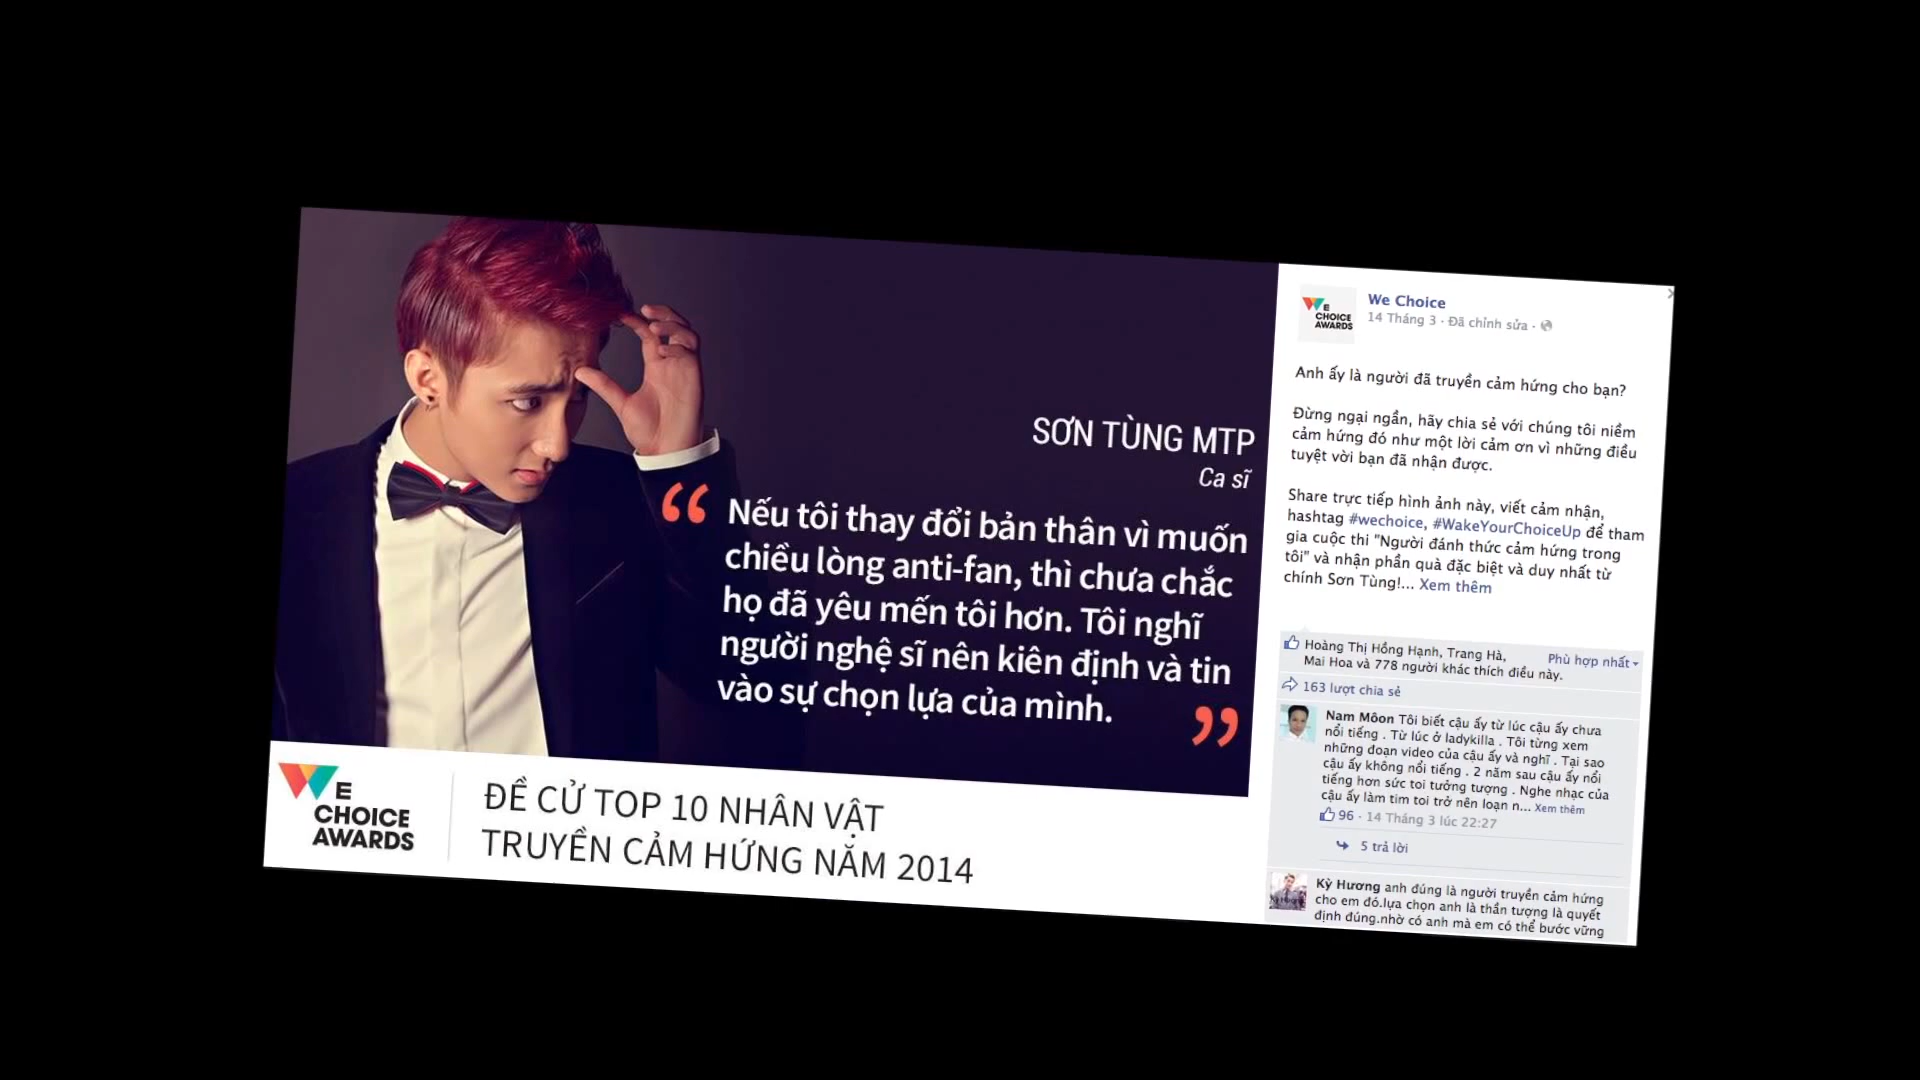 SƠN TÙNG MTP
Ca sĩ
“ Nếu tôi thay đổi bản thân vì muốn
chiều lòng anti-fan, thì chưa chắc
họ đã yêu mến tôi hơn. Tôi nghĩ
người nghệ sĩ nên kiên định và tin
vào sự chọn lựa của mình. ”
WE
CHOICE
AWARDS
ĐỀ CỬ TOP 10 NHÂN VẬT
TRUYỀN CẢM HỨNG NĂM 2014
WE
CHOICE
AWARDS
We Choice
14 Tháng 3 · Đã chỉnh sửa ·
Anh ấy là người đã truyền cảm hứng cho bạn?
Đừng ngại ngần, hãy chia sẻ với chúng tôi niềm
cảm hứng đó như một lời cảm ơn vì những điều
tuyệt vời bạn đã nhận được.
Share trực tiếp hình ảnh này, viết cảm nhận,
hashtag #wechoice, #WakeYourChoiceUp để tham
gia cuộc thi "Người đánh thức cảm hứng trong
tôi" và nhận phần quà đặc biệt và duy nhất từ
chính Sơn Tùng!... Xem thêm
Hoàng Thị Hồng Hạnh, Trang Hà,
Mai Hoa và 778 người khác thích điều này.
Phù hợp nhất
163 lượt chia sẻ
Nam Môon Tôi biết cậu ấy từ lúc cậu ấy chưa
nổi tiếng . Từ lúc ở ladykilla . Tôi từng xem
những đoạn video của cậu ấy và nghĩ . Tại sao
cậu ấy không nổi tiếng . 2 năm sau cậu ấy nổi
tiếng hơn sức toi tưởng tượng . Nghe nhạc của
cậu ấy làm tim toi trở nên loạn n... Xem thêm
96 · 14 Tháng 3 lúc 22:27
5 trả lời
Kỳ Hương anh đúng là người truyền cảm hứng
cho em đó.lựa chọn anh là thần tượng là quyết
định đúng.nhờ có anh mà em có thể bước vững